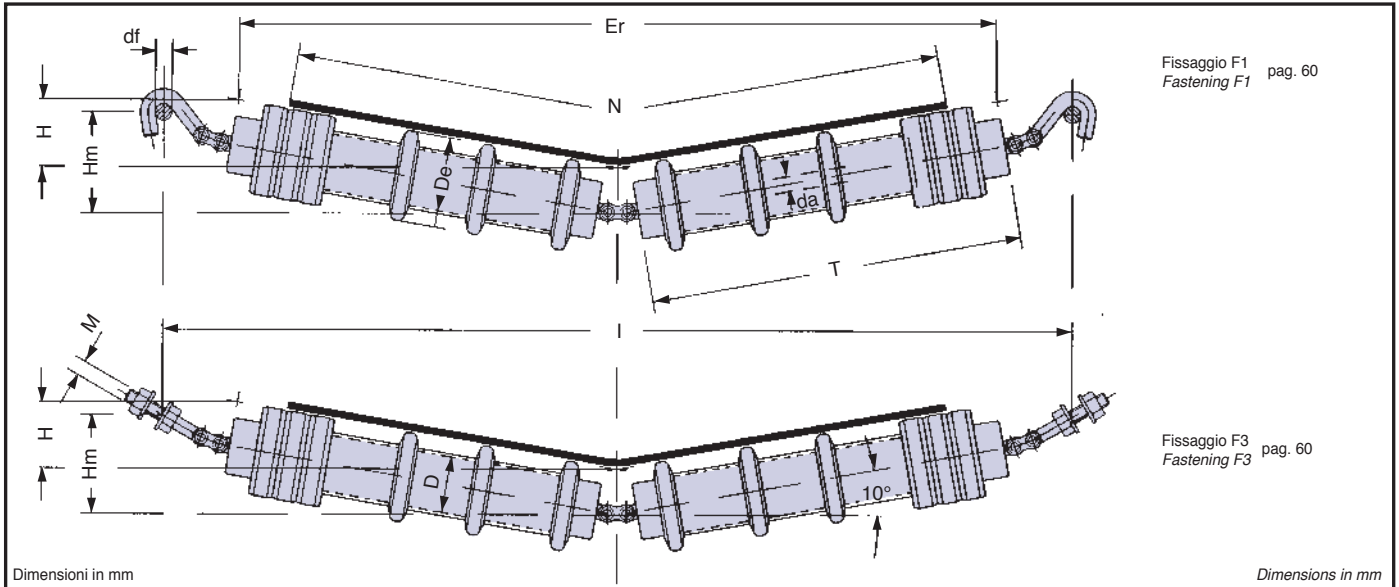 Er
df
Fissaggio F1
Fastening F1
pag. 60
N
H
Hm
De
da
T
I
M
H
Hm
D
10°
Fissaggio F3
Fastening F3
pag. 60
Dimensioni in mm
Dimensions in mm